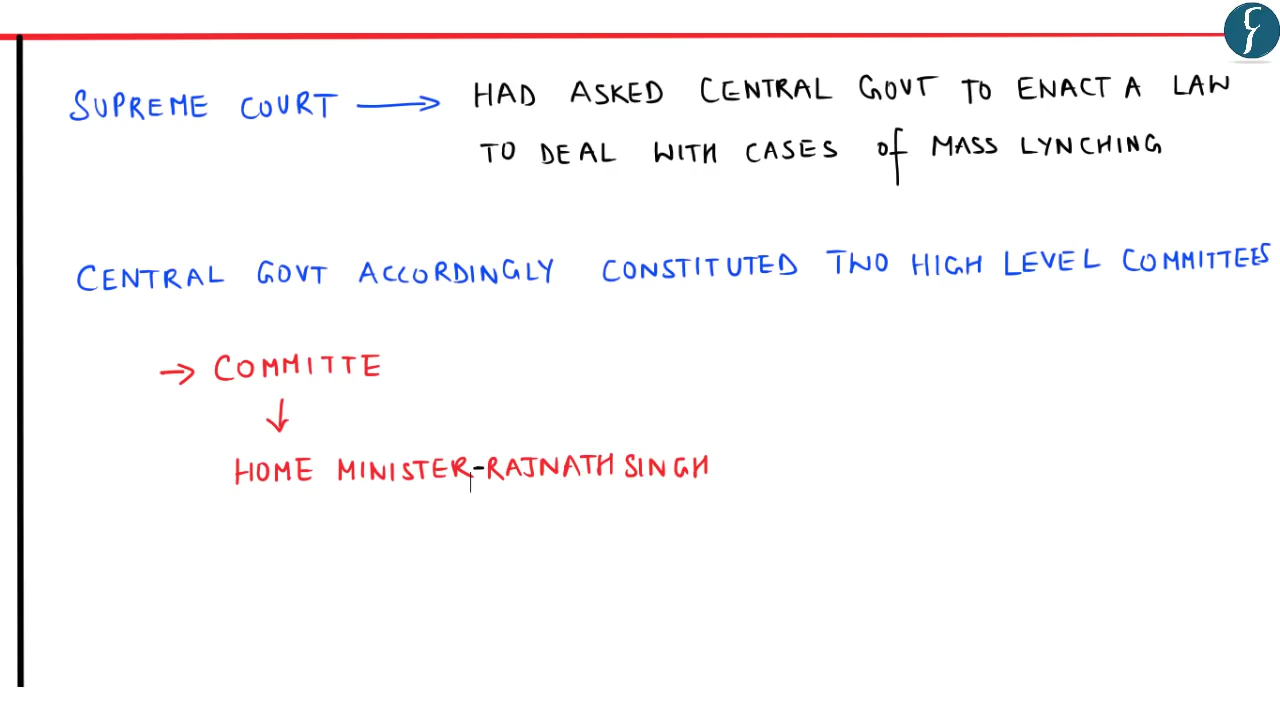 SUPREME COURT → HAD ASKED CENTRAL GOVT TO ENACT A LAW
TO DEAL WITH CASES Of MASS LYNCHING
CENTRAL GOVT ACCORDINGLY CONSTITUTED TWO HIGH LEVEL COMMITTEES
→ COMMITTE
↓
HOME MINISTER-RAJNATH SINGH